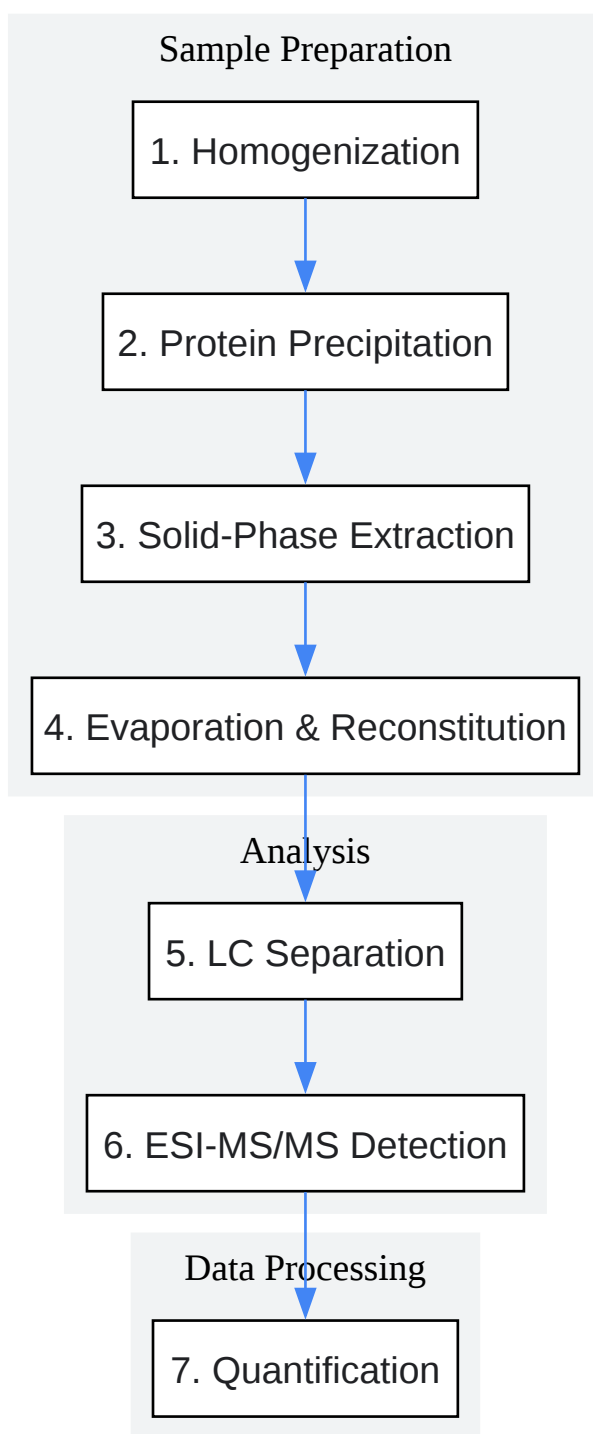 Sample Preparation
1. Homogenization
2. Protein Precipitation
3. Solid-Phase Extraction
4. Evaporation & Reconstitution
Analysis
5. LC Separation
6. ESI-MS/MS Detection
Data Processing
7. Quantification